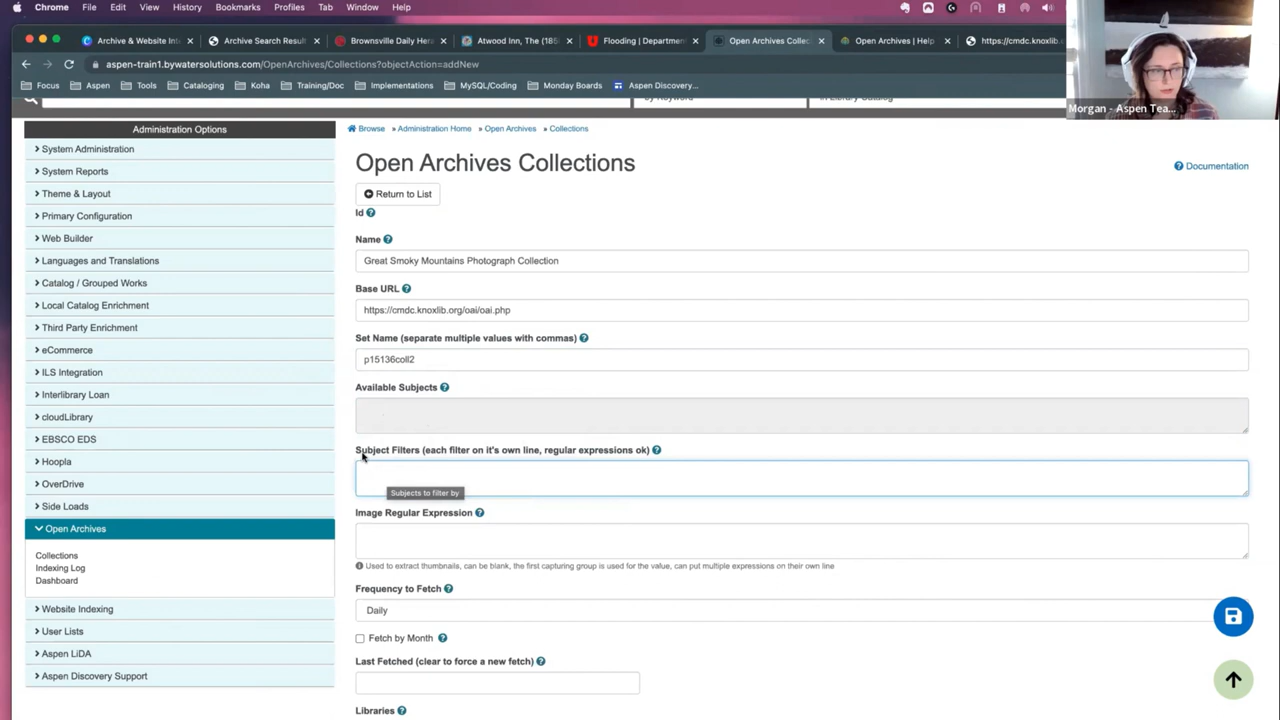 Chrome File Edit View History Bookmarks Profiles Tab Window Help
Archive & Website Int Archive Search Result Brownsville Daily Hera Atwood Inn, The (186 Flooding | Departmen Open Archives Collec Open Archives | Help https://cmdc.knoxlib.o
aspen-train1.bywatersolutions.com/OpenArchives/Collections?objectAction=addNew
Focus Aspen Tools Cataloging Koha Training/Doc Implementations MySQL/Coding Monday Boards Aspen Discovery...
Morgan - Aspen Tea...
by Keyword in Library Catalog
Administration Options
System Administration
System Reports
Theme & Layout
Primary Configuration
Web Builder
Languages and Translations
Catalog / Grouped Works
Local Catalog Enrichment
Third Party Enrichment
eCommerce
ILS Integration
Interlibrary Loan
cloudLibrary
EBSCO EDS
Hoopla
OverDrive
Side Loads
Open Archives
Collections
Indexing Log
Dashboard
Website Indexing
User Lists
Aspen LiDA
Aspen Discovery Support
Browse » Administration Home » Open Archives » Collections
Open Archives Collections
Documentation
Return to List
Id
Name
Great Smoky Mountains Photograph Collection
Base URL
https://cmdc.knoxlib.org/oai/oai.php
Set Name (separate multiple values with commas)
p15136coll2
Available Subjects
Subject Filters (each filter on it's own line, regular expressions ok)
Subjects to filter by
Image Regular Expression
Used to extract thumbnails, can be blank, the first capturing group is used for the value, can put multiple expressions on their own line
Frequency to Fetch
Daily
Fetch by Month
Last Fetched (clear to force a new fetch)
Libraries